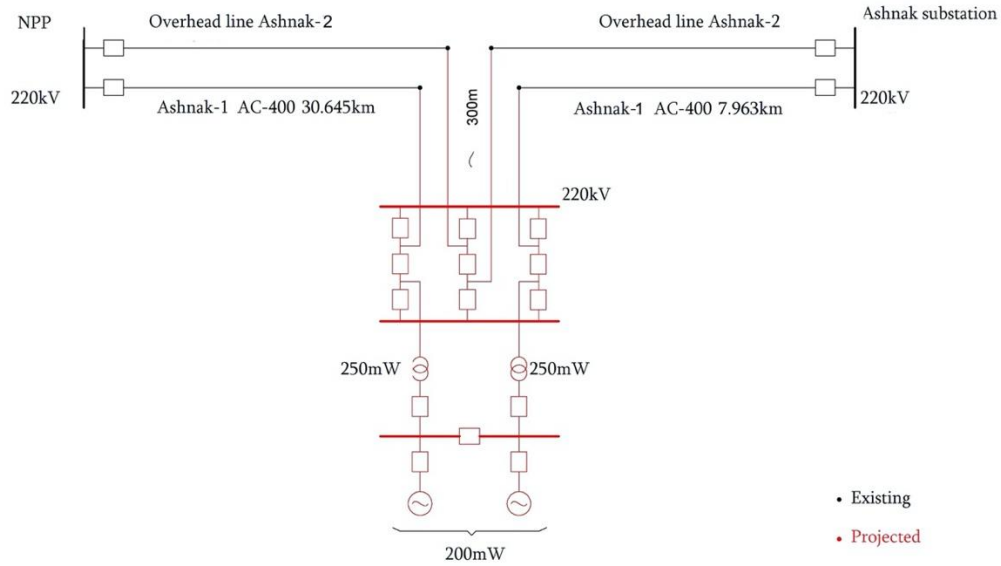 NPP
Overhead line Ashnak-2
Overhead line Ashnak-2
Ashnak substation
220kV
Ashnak-1 AC-400 30.645km
300m
Ashnak-1 AC-400 7.963km
220kV
220kV
250mW
250mW
200mW
Existing
Projected